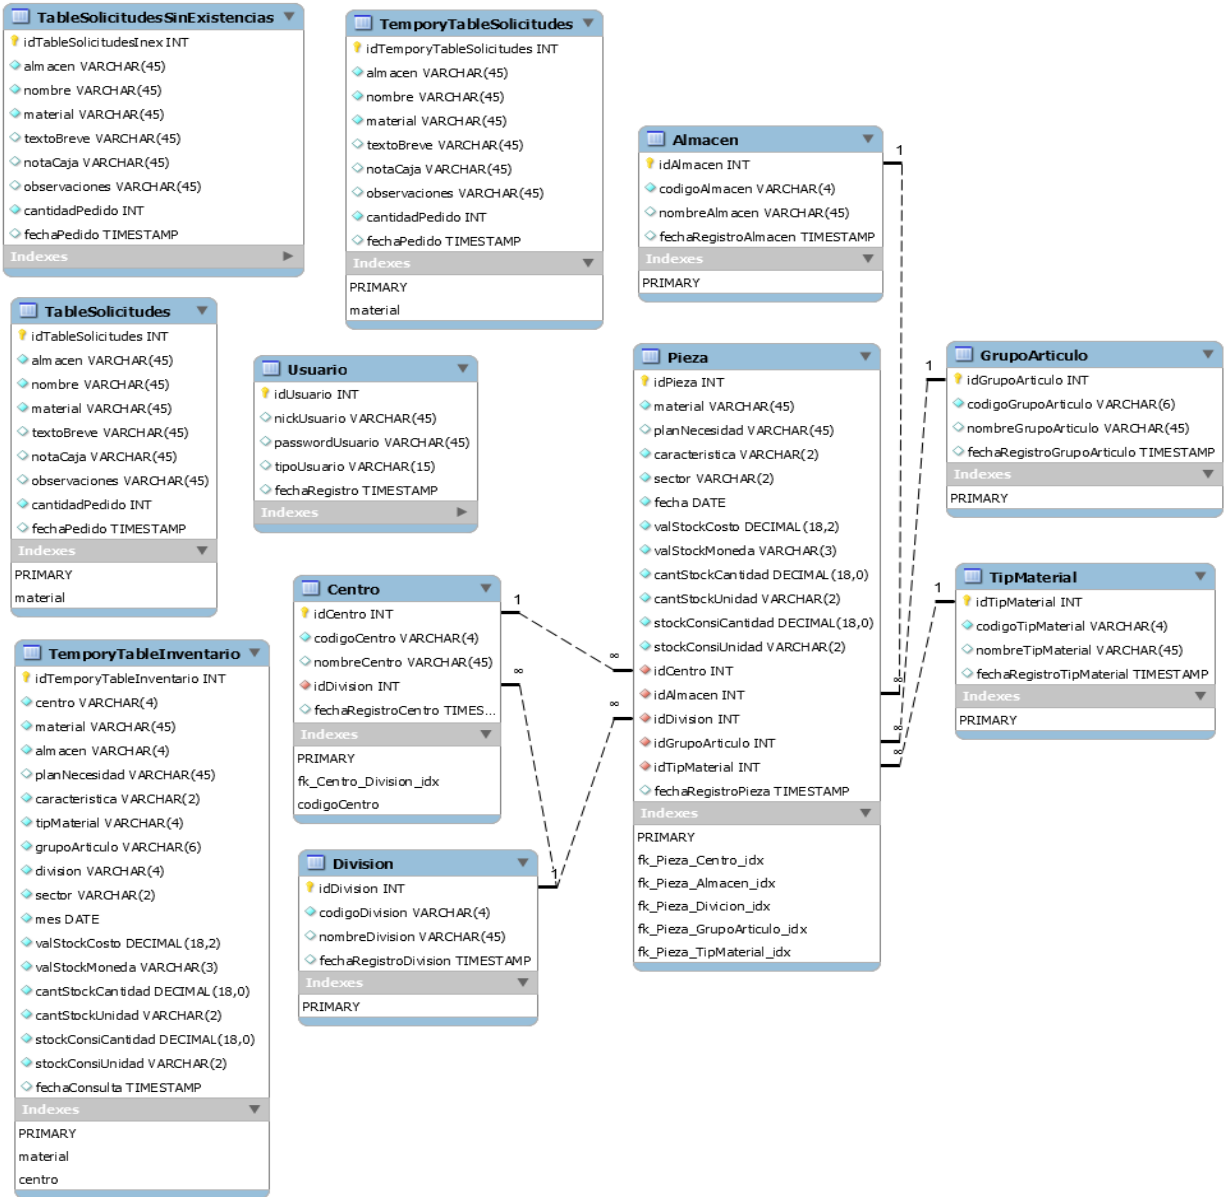 TableSolicitudesSinExistencias
idTableSolicitudesInex INT
almacen VARCHAR(45)
nombre VARCHAR(45)
material VARCHAR(45)
textoBreve VARCHAR(45)
notaCaja VARCHAR(45)
observaciones VARCHAR(45)
cantidadPedido INT
fechaPedido TIMESTAMP
Indexes
TemporyTableSolicitudes
idTemporyTableSolicitudes INT
almacen VARCHAR(45)
nombre VARCHAR(45)
material VARCHAR(45)
textoBreve VARCHAR(45)
notaCaja VARCHAR(45)
observaciones VARCHAR(45)
cantidadPedido INT
fechaPedido TIMESTAMP
Indexes
PRIMARY
material
Almacen
idAlmacen INT
codigoAlmacen VARCHAR(4)
nombreAlmacen VARCHAR(45)
fechaRegistroAlmacen TIMESTAMP
Indexes
PRIMARY
1
TableSolicitudes
idTableSolicitudes INT
almacen VARCHAR(45)
nombre VARCHAR(45)
material VARCHAR(45)
textoBreve VARCHAR(45)
notaCaja VARCHAR(45)
observaciones VARCHAR(45)
cantidadPedido INT
fechaPedido TIMESTAMP
Indexes
PRIMARY
material
Usuario
idUsuario INT
nickUsuario VARCHAR(45)
passwordUsuario VARCHAR(45)
tipoUsuario VARCHAR(15)
fechaRegistro TIMESTAMP
Indexes
Pieza
idPieza INT
material VARCHAR(45)
planNecesidad VARCHAR(45)
caracteristica VARCHAR(2)
sector VARCHAR(2)
fecha DATE
valStockCosto DECIMAL(18,2)
valStockMoneda VARCHAR(3)
cantStockCantidad DECIMAL(18,0)
cantStockUnidad VARCHAR(2)
stockConsiCantidad DECIMAL(18,0)
stockConsiUnidad VARCHAR(2)
idCentro INT
idAlmacen INT
idDivision INT
idGrupoArticulo INT
idTipMaterial INT
fechaRegistroPieza TIMESTAMP
Indexes
PRIMARY
fk_Pieza_Centro_idx
fk_Pieza_Almacen_idx
fk_Pieza_Divicion_idx
fk_Pieza_GrupoArticulo_idx
fk_Pieza_TipMaterial_idx
∞
∞
∞
∞
∞
1
GrupoArticulo
idGrupoArticulo INT
codigoGrupoArticulo VARCHAR(6)
nombreGrupoArticulo VARCHAR(45)
fechaRegistroGrupoArticulo TIMESTAMP
Indexes
PRIMARY
1
TipMaterial
idTipMaterial INT
codigoTipMaterial VARCHAR(4)
nombreTipMaterial VARCHAR(45)
fechaRegistroTipMaterial TIMESTAMP
Indexes
PRIMARY
Centro
idCentro INT
codigoCentro VARCHAR(4)
nombreCentro VARCHAR(45)
idDivision INT
fechaRegistroCentro TIMES...
Indexes
PRIMARY
fk_Centro_Division_idx
codigoCentro
1
∞
TemporyTableInventario
idTemporyTableInventario INT
centro VARCHAR(4)
material VARCHAR(45)
almacen VARCHAR(4)
planNecesidad VARCHAR(45)
caracteristica VARCHAR(2)
tipMaterial VARCHAR(4)
grupoArticulo VARCHAR(6)
division VARCHAR(4)
sector VARCHAR(2)
mes DATE
valStockCosto DECIMAL(18,2)
valStockMoneda VARCHAR(3)
cantStockCantidad DECIMAL(18,0)
cantStockUnidad VARCHAR(2)
stockConsiCantidad DECIMAL(18,0)
stockConsiUnidad VARCHAR(2)
fechaConsulta TIMESTAMP
Indexes
PRIMARY
material
centro
Division
idDivision INT
codigoDivision VARCHAR(4)
nombreDivision VARCHAR(45)
fechaRegistroDivision TIMESTAMP
Indexes
PRIMARY
1